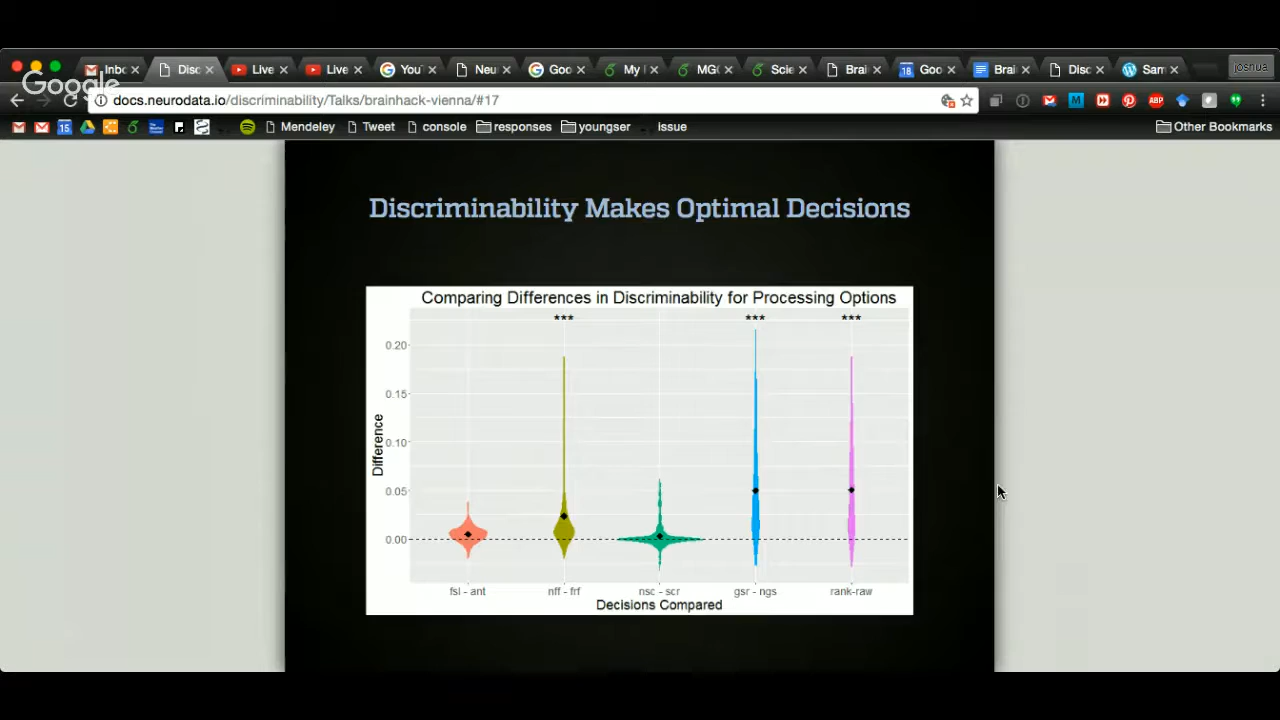 Inbo
Disc
Live
Live
You
Neu
Goo
My I
MGC
Scie
Brai
Goo
Brai
Disc
Sam
joshua
Google
docs.neurodata.io/discriminability/Talks/brainhack-vienna/#17
Mendeley
Tweet
console
responses
youngser
issue
Other Bookmarks
Discriminability Makes Optimal Decisions
Comparing Differences in Discriminability for Processing Options
*** *** ***
0.20
0.15
0.10
0.05
0.00
Difference
fsl - ant
nff - frf
nsc - scr
gsr - ngs
rank-raw
Decisions Compared